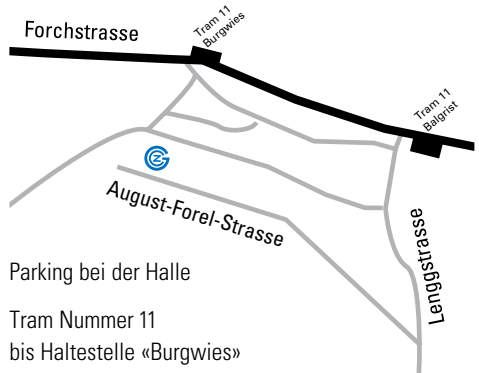 Forchstrasse
Tram 11
Burgwies
Tram 11
Balgrist
GCZ
August-Forel-Strasse
Lenggstrasse
Parking bei der Halle
Tram Nummer 11
bis Haltestelle «Burgwies»